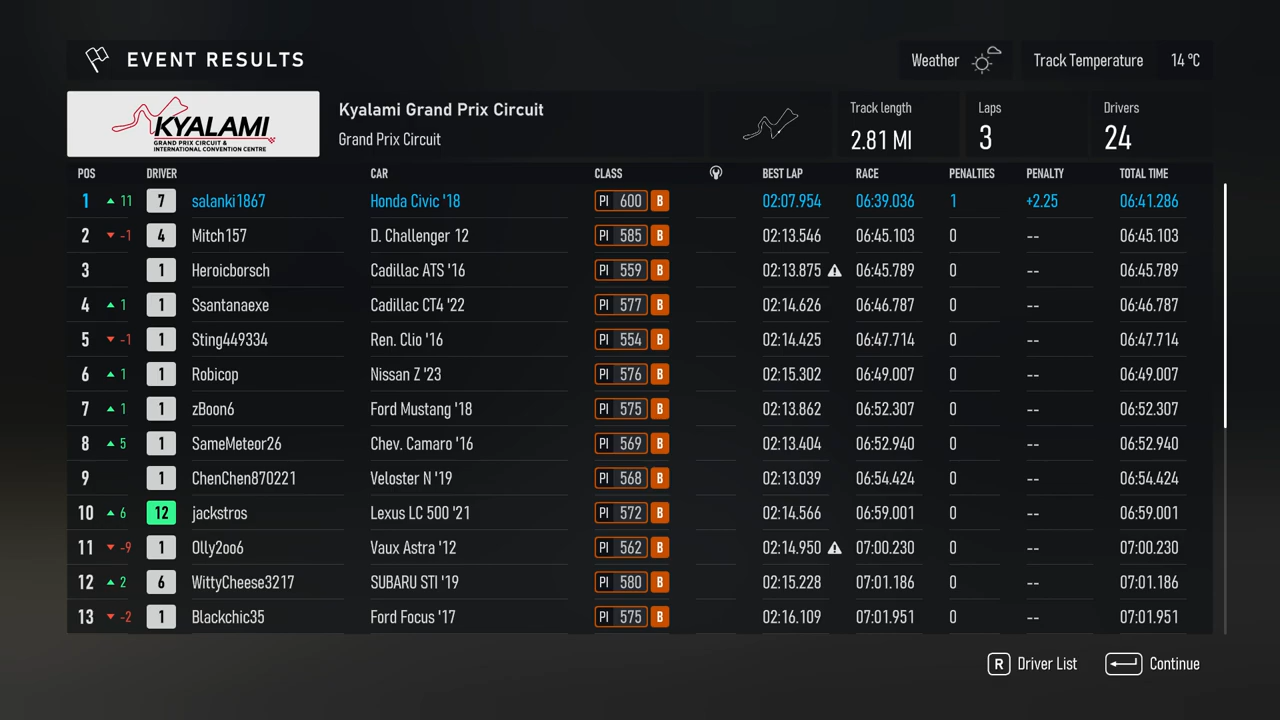 EVENT RESULTS
Weather Track Temperature 14 ºC
KYALAMI
GRAND PRIX CIRCUIT &
INTERNATIONAL CONVENTION CENTRE
Kyalami Grand Prix Circuit
Grand Prix Circuit
Track length Laps Drivers
2.81 MI 3 24
POS DRIVER CAR CLASS BEST LAP RACE PENALTIES PENALTY TOTAL TIME
1 11 7 salanki1867 Honda Civic '18 PI 600 B 02:07.954 06:39.036 1 +2.25 06:41.286
2 -1 4 Mitch157 D. Challenger 12 PI 585 B 02:13.546 06:45.103 0 -- 06:45.103
3 1 Heroicborsch Cadillac ATS '16 PI 559 B 02:13.875 06:45.789 0 -- 06:45.789
4 1 1 Ssantanaexe Cadillac CT4 '22 PI 577 B 02:14.626 06:46.787 0 -- 06:46.787
5 -1 1 Sting449334 Ren. Clio '16 PI 554 B 02:14.425 06:47.714 0 -- 06:47.714
6 1 1 Robicop Nissan Z '23 PI 576 B 02:15.302 06:49.007 0 -- 06:49.007
7 1 1 zBoon6 Ford Mustang '18 PI 575 B 02:13.862 06:52.307 0 -- 06:52.307
8 5 1 SameMeteor26 Chev. Camaro '16 PI 569 B 02:13.404 06:52.940 0 -- 06:52.940
9 1 ChenChen870221 Veloster N '19 PI 568 B 02:13.039 06:54.424 0 -- 06:54.424
10 6 12 jackstros Lexus LC 500 '21 PI 572 B 02:14.566 06:59.001 0 -- 06:59.001
11 -9 1 Olly2oo6 Vaux Astra '12 PI 562 B 02:14.950 07:00.230 0 -- 07:00.230
12 2 6 WittyCheese3217 SUBARU STI '19 PI 580 B 02:15.228 07:01.186 0 -- 07:01.186
13 -2 1 Blackchic35 Ford Focus '17 PI 575 B 02:16.109 07:01.951 0 -- 07:01.951
R Driver List Continue